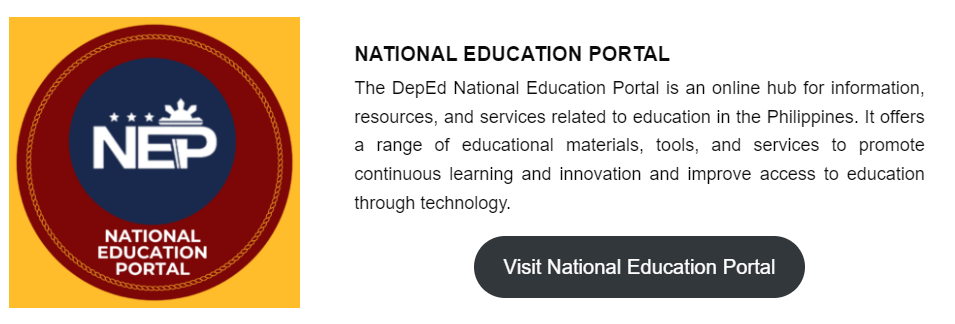 NEP
NATIONAL
EDUCATION
PORTAL
NATIONAL EDUCATION PORTAL
The DepEd National Education Portal is an online hub for information,
resources, and services related to education in the Philippines. It offers
a range of educational materials, tools, and services to promote
continuous learning and innovation and improve access to education
through technology.
Visit National Education Portal